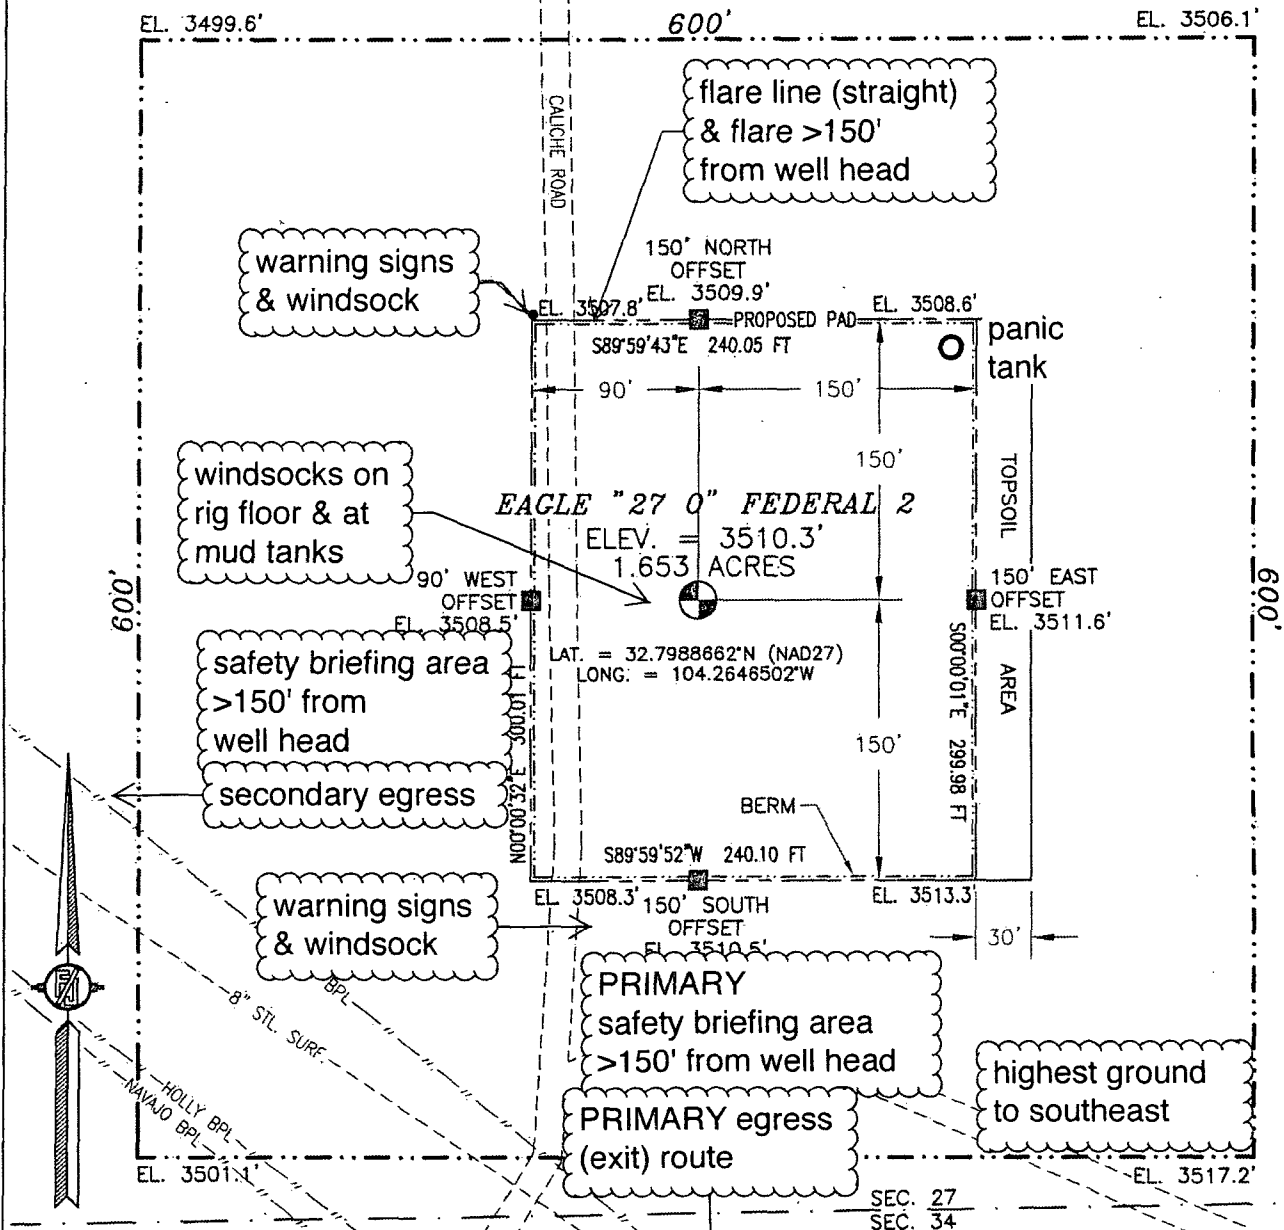 EL. 3499.6'
600'
EL. 3506.1'
CALICHE ROAD
flare line (straight)
& flare >150'
from well head
warning signs
& windsock
150' NORTH
OFFSET
EL. 3509.9'
EL. 3507.8'
EL. 3508.6'
PROPOSED PAD
S89°59'43"E 240.05 FT
panic
tank
90'
150'
150'
windsocks on
rig floor & at
mud tanks
EAGLE "27 O" FEDERAL 2
ELEV. = 3510.3'
1.653 ACRES
TOPSOIL AREA
600'
90' WEST
OFFSET
EL. 3508.5'
150' EAST
OFFSET
EL. 3511.6'
600'
LAT. = 32.7988662°N (NAD27)
LONG. = 104.2646502°W
safety briefing area
>150' from
well head
N00°00'32"E 300.01 FT
S00°00'01"E 299.98 FT
150'
secondary egress
BERM
S89°59'52"W 240.10 FT
EL. 3508.3'
EL. 3513.3'
150' SOUTH
OFFSET
EL. 3510.5'
30'
warning signs
& windsock
PRIMARY
safety briefing area
>150' from well head
BPL
8" STL. SURF.
HOLLY BPL
NAVAJO BPL
highest ground
to southeast
PRIMARY egress
(exit) route
EL. 3501.1'
EL. 3517.2'
SEC. 27
SEC. 34